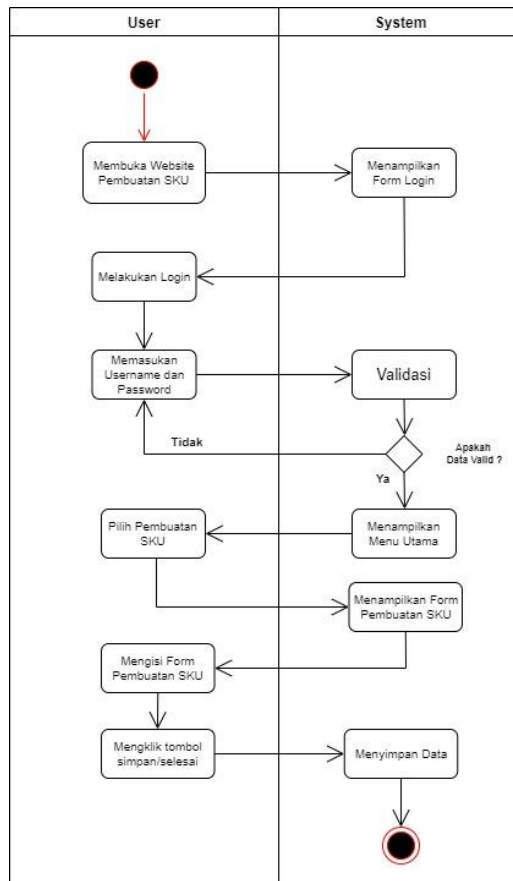 User
System
Membuka Website
Pembuatan SKU
Menampilkan
Form Login
Melakukan Login
Memasukan
Username dan
Password
Validasi
Tidak
Apakah
Data Valid ?
Ya
Pilih Pembuatan
SKU
Menampilkan
Menu Utama
Menampilkan Form
Pembuatan SKU
Mengisi Form
Pembuatan SKU
Mengklik tombol
simpan/selesai
Menyimpan Data